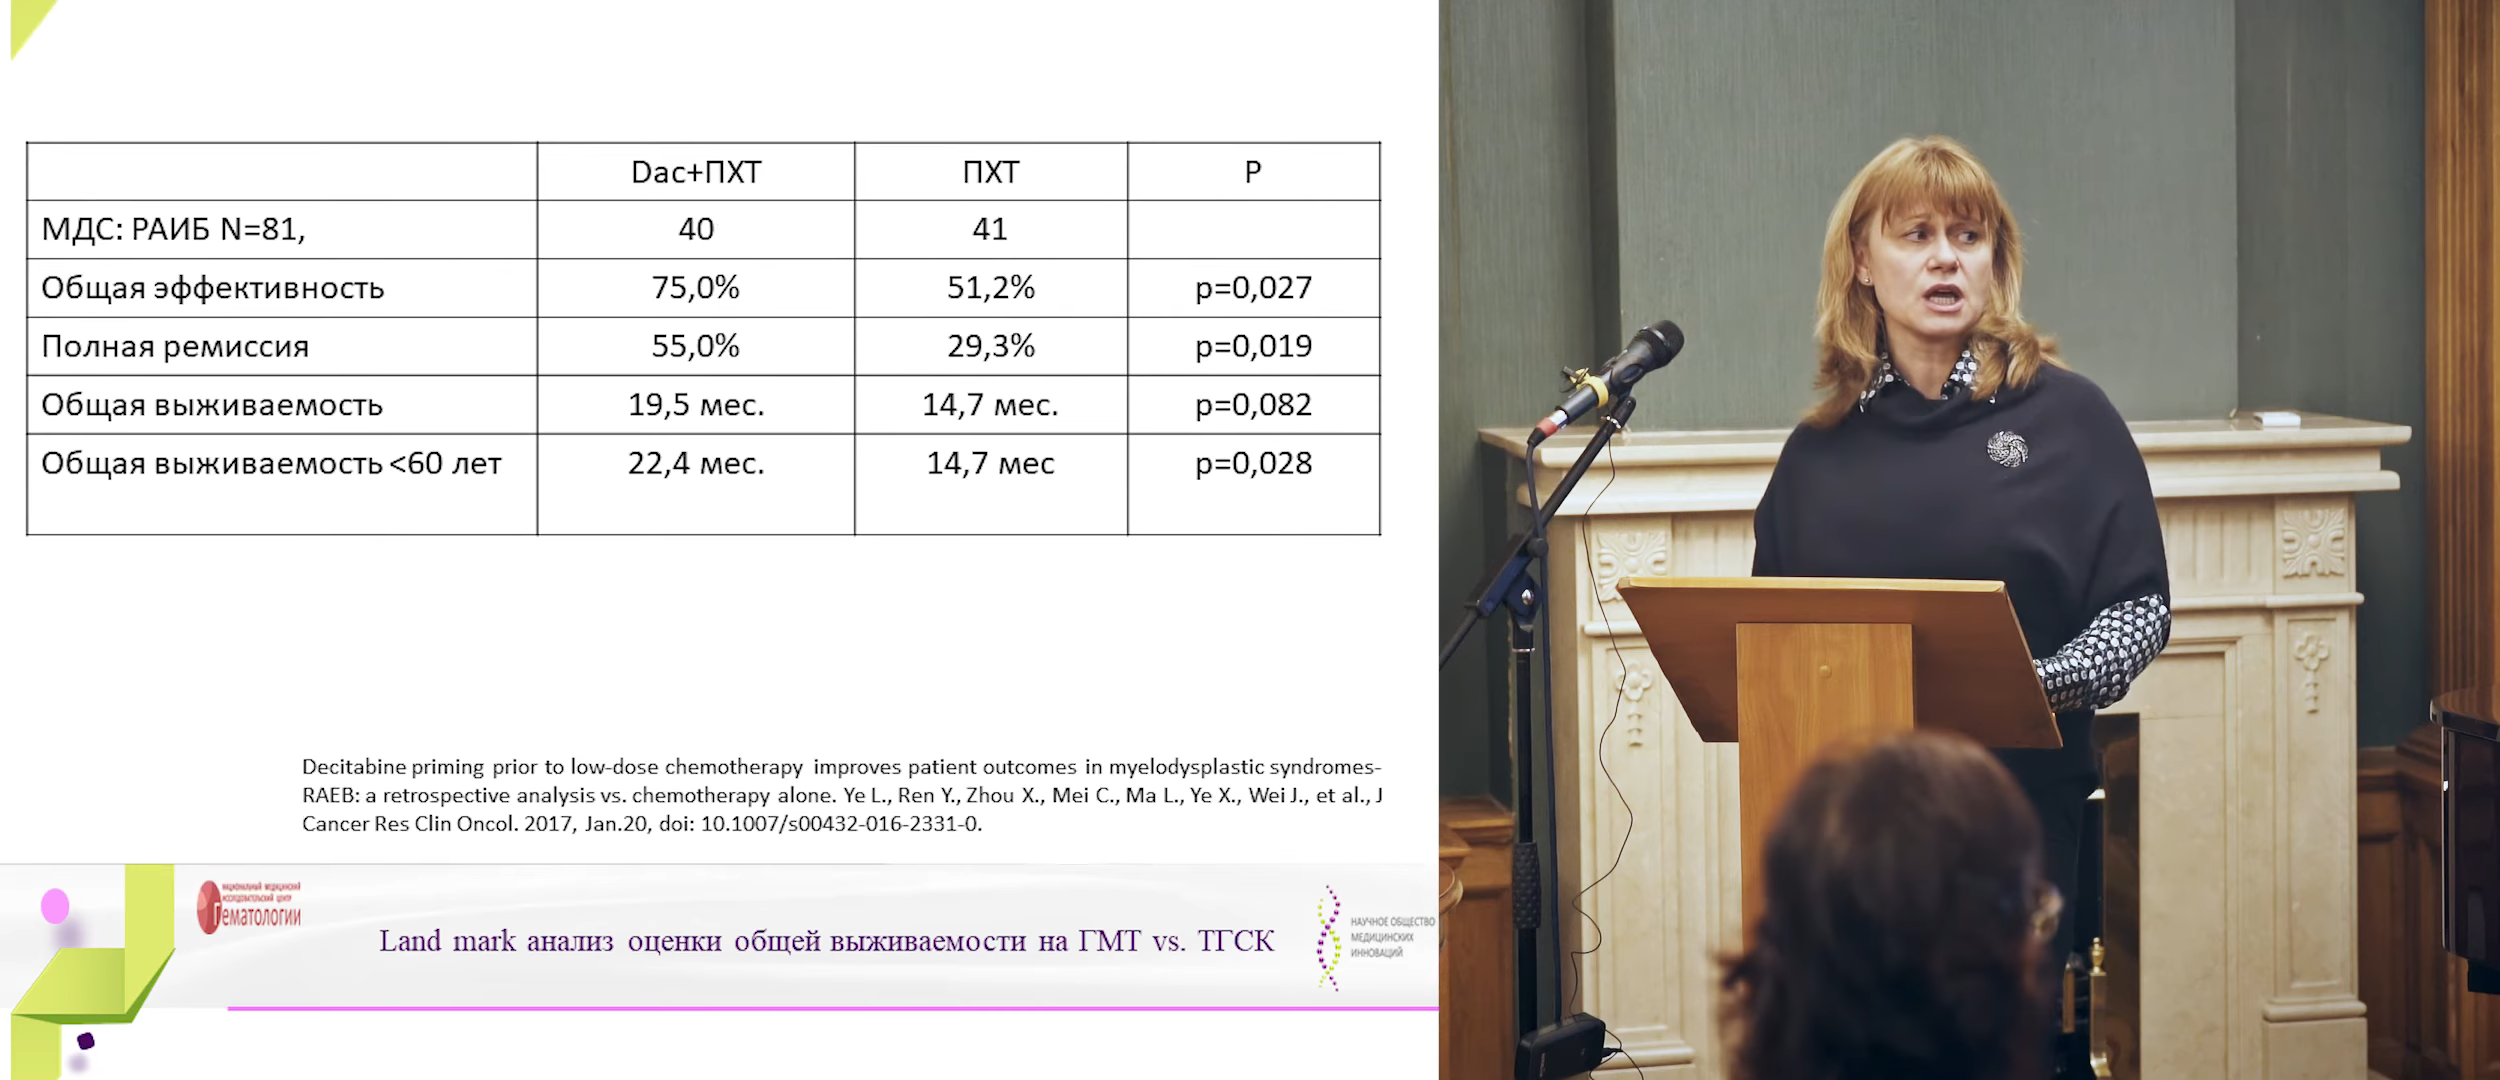 Dac+ПХТ ПХТ P
МДС: РАИБ N=81, 40 41
Общая эффективность 75,0% 51,2% p=0,027
Полная ремиссия 55,0% 29,3% p=0,019
Общая выживаемость 19,5 мес. 14,7 мес. p=0,082
Общая выживаемость <60 лет 22,4 мес. 14,7 мес p=0,028
Decitabine priming prior to low-dose chemotherapy improves patient outcomes in myelodysplastic syndromes-
RAEB: a retrospective analysis vs. chemotherapy alone. Ye L., Ren Y., Zhou X., Mei C., Ma L., Ye X., Wei J., et al., J
Cancer Res Clin Oncol. 2017, Jan.20, doi: 10.1007/s00432-016-2331-0.
НАЦИОНАЛЬНЫЙ МЕДИЦИНСКИЙ
ИССЛЕДОВАТЕЛЬСКИЙ ЦЕНТР
Гематологии
Land mark анализ оценки общей выживаемости на ГМТ vs. ТГСК
НАУЧНОЕ ОБЩЕСТВО
МЕДИЦИНСКИХ
ИННОВАЦИЙ